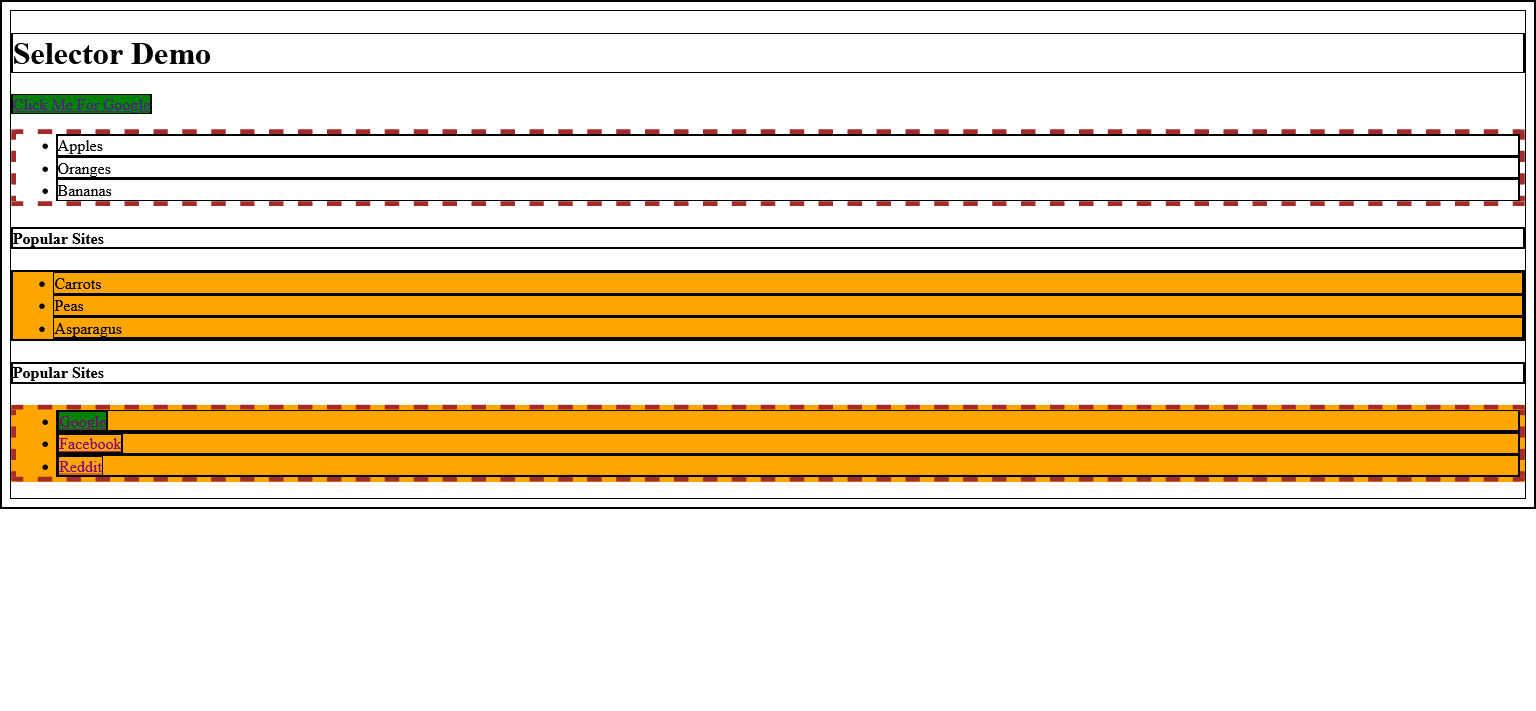 Selector Demo
Click Me For Google
Apples
Oranges
Bananas
Popular Sites
Carrots
Peas
Asparagus
Popular Sites
Google
Facebook
Reddit